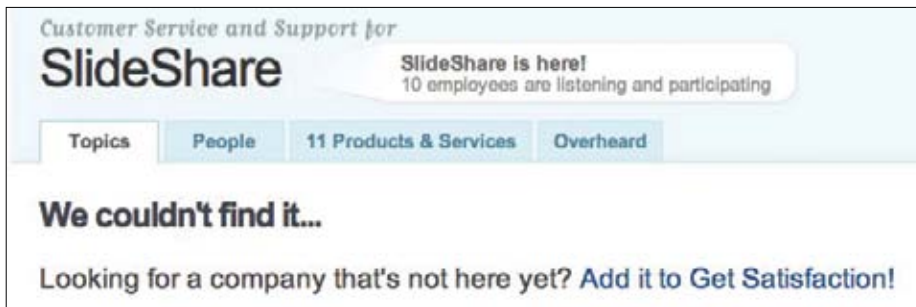 Customer Service and Support for
SlideShare
SlideShare is here!
10 employees are listening and participating
Topics People 11 Products & Services Overheard
We couldn't find it...
Looking for a company that's not here yet? Add it to Get Satisfaction!